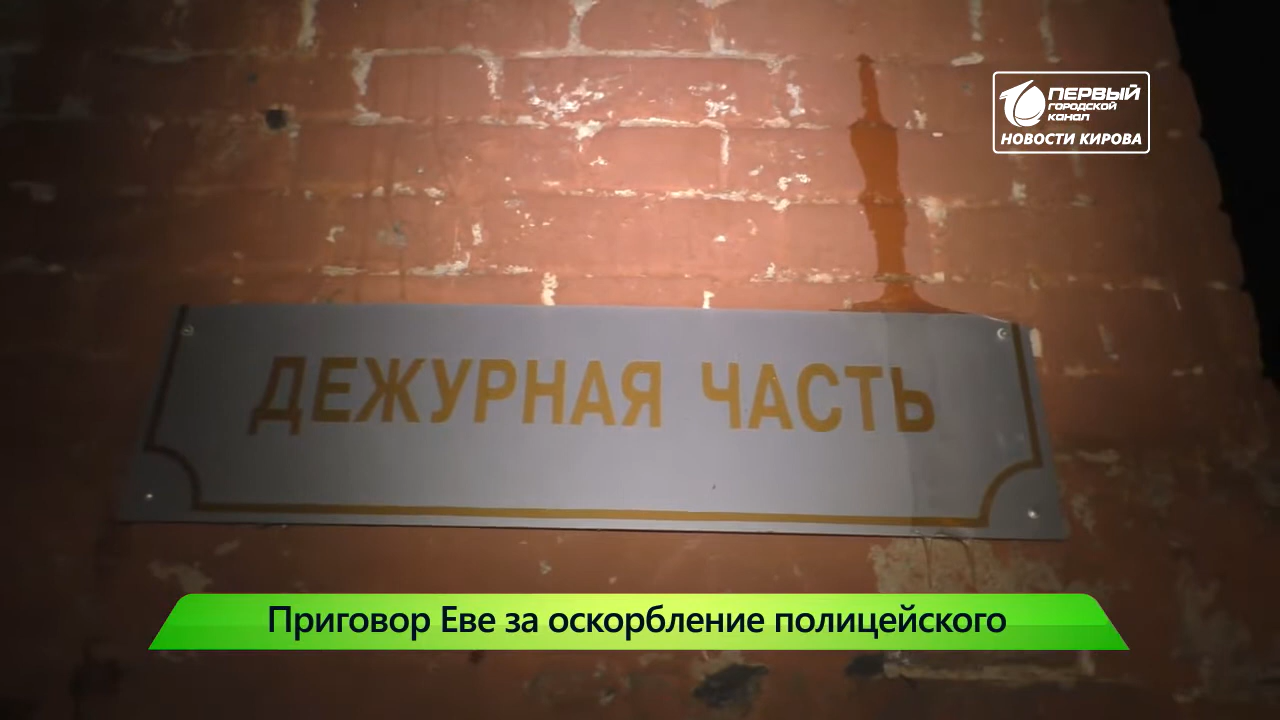 ПЕРВЫЙ
ГОРОДСКОЙ
КАНАЛ
НОВОСТИ КИРОВА
ДЕЖУРНАЯ ЧАСТЬ
Приговор Еве за оскорбление полицейского